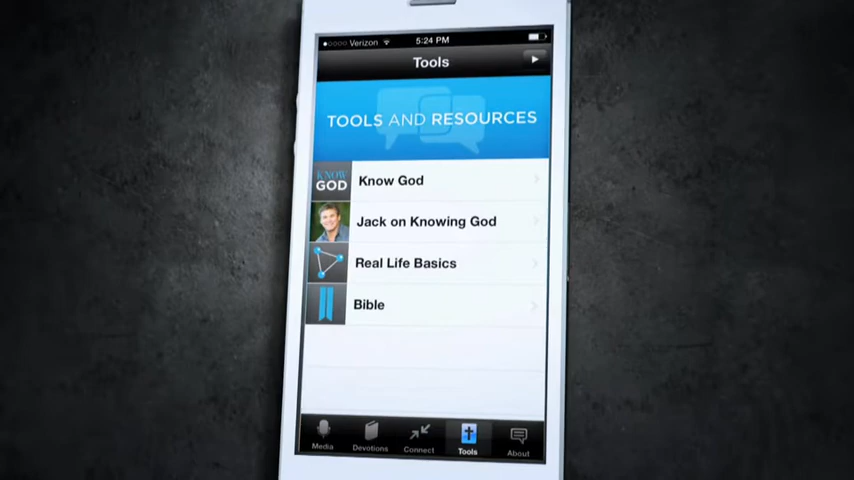 Verizon
5:24 PM
Tools
TOOLS AND RESOURCES
KNOW
GOD
Know God
Jack on Knowing God
Real Life Basics
Bible
Media
Devotions
Connect
Tools
About